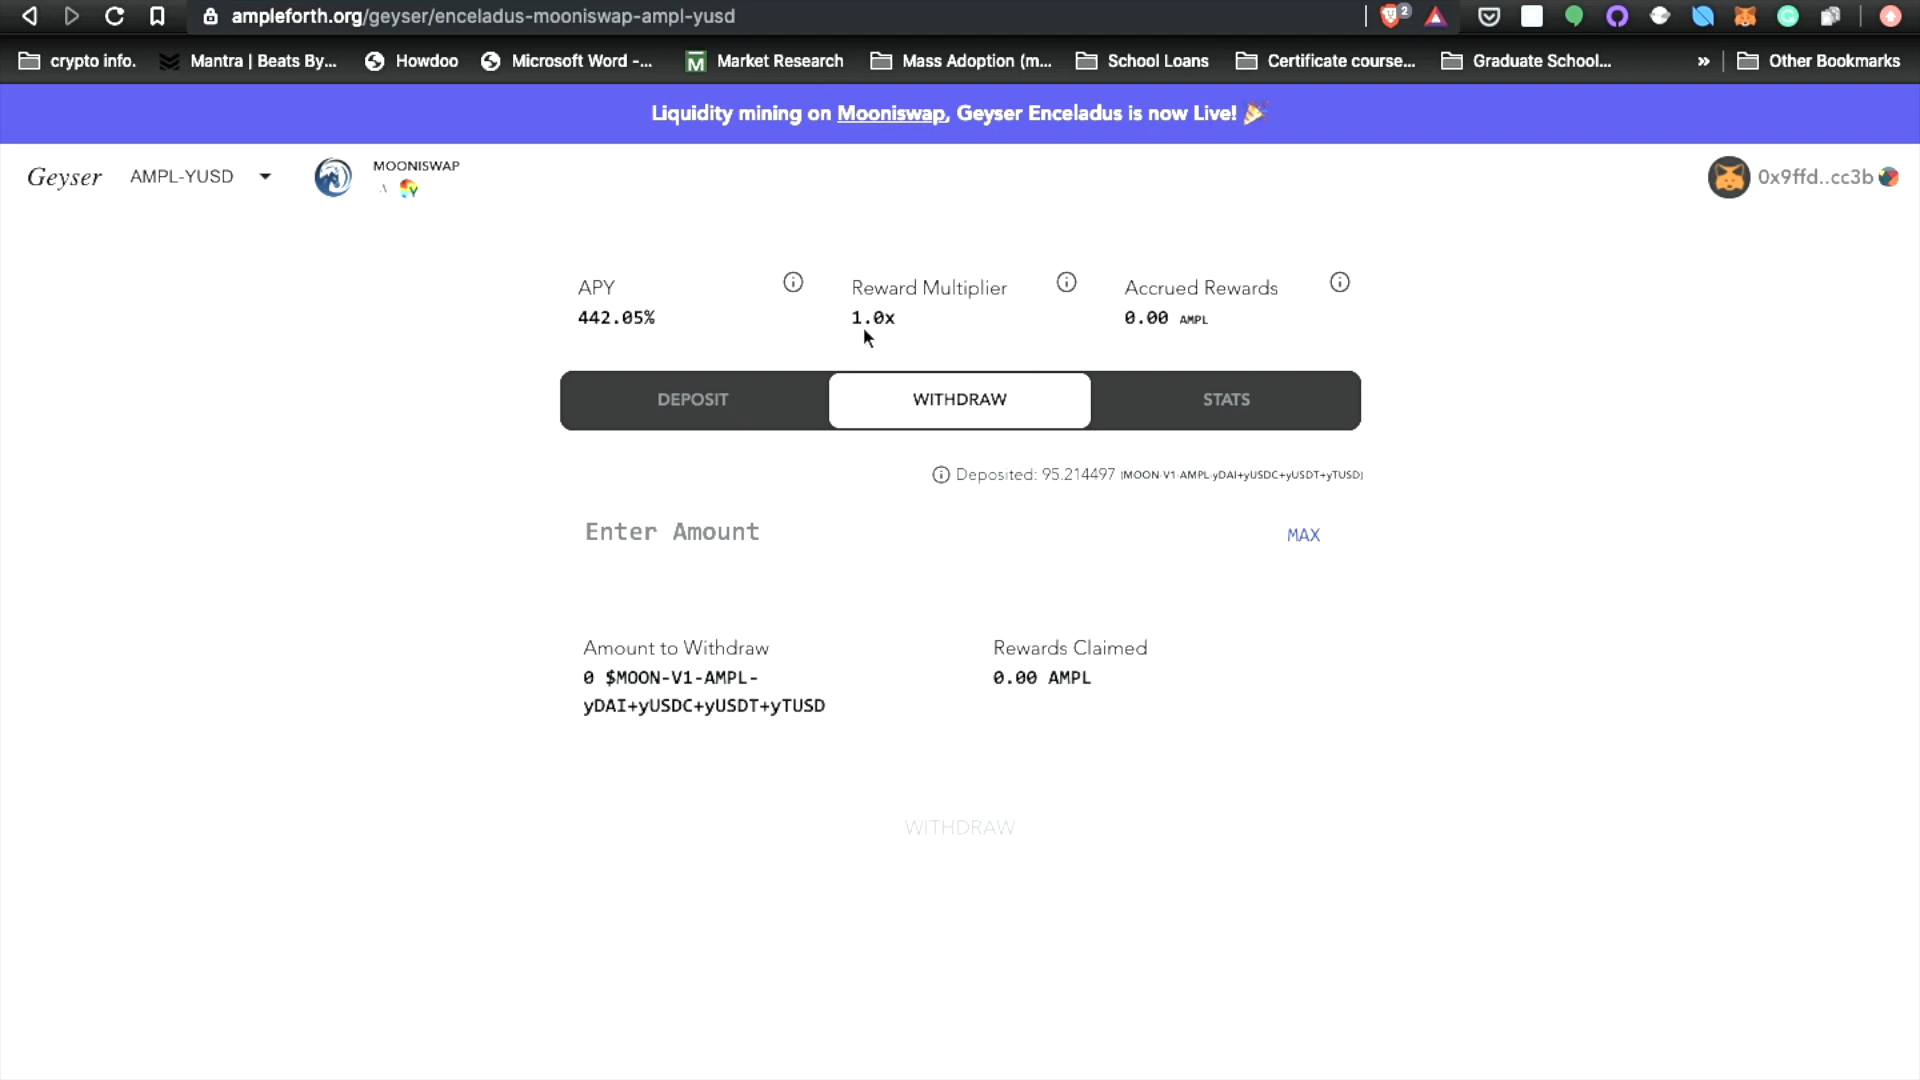 ampleforth.org/geyser/enceladus-mooniswap-ampl-yusd
2
crypto info.
Mantra | Beats By...
Howdoo
Microsoft Word -...
Market Research
Mass Adoption (m...
School Loans
Certificate course...
Graduate School...
»
Other Bookmarks
Liquidity mining on Mooniswap, Geyser Enceladus is now Live! 🎉
Geyser
AMPL-YUSD
MOONISWAP
0x9ffd..cc3b
APY
442.05%
Reward Multiplier
1.0x
Accrued Rewards
0.00 AMPL
DEPOSIT
WITHDRAW
STATS
Deposited: 95.214497 (MOON-V1-AMPL-yDAI+yUSDC+yUSDT+yTUSD)
Enter Amount
MAX
Amount to Withdraw
0 $MOON-V1-AMPL-
yDAI+yUSDC+yUSDT+yTUSD
Rewards Claimed
0.00 AMPL
WITHDRAW